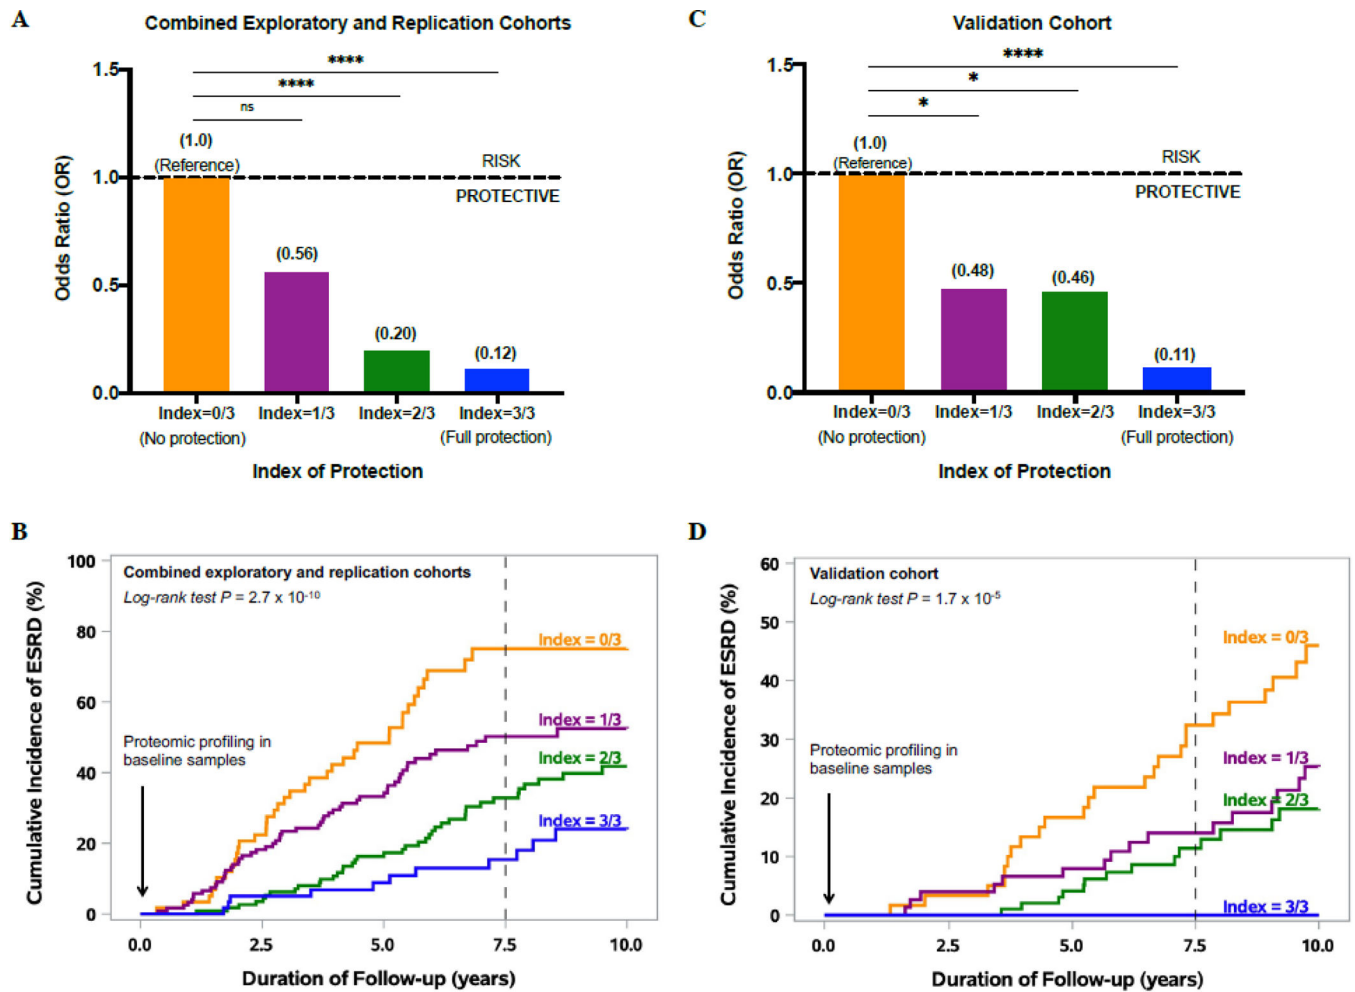 A
Combined Exploratory and Replication Cohorts
****
****
ns
1.5
(1.0)
(Reference)
RISK
1.0
PROTECTIVE
Odds Ratio (OR)
(0.56)
0.5
(0.20)
(0.12)
0.0
Index=0/3
Index=1/3
Index=2/3
Index=3/3
(No protection)
(Full protection)
Index of Protection
C
Validation Cohort
****
*
*
1.5
(1.0)
(Reference)
RISK
1.0
PROTECTIVE
Odds Ratio (OR)
(0.48)
(0.46)
0.5
(0.11)
0.0
Index=0/3
Index=1/3
Index=2/3
Index=3/3
(No protection)
(Full protection)
Index of Protection
B
Cumulative Incidence of ESRD (%)
100
80
60
40
20
0
Combined exploratory and replication cohorts
Log-rank test P = 2.7 x 10-10
Index = 0/3
Index = 1/3
Index = 2/3
Index = 3/3
Proteomic profiling in
baseline samples
0.0
2.5
5.0
7.5
10.0
Duration of Follow-up (years)
D
Cumulative Incidence of ESRD (%)
60
50
40
30
20
10
0
Validation cohort
Log-rank test P = 1.7 x 10-5
Index = 0/3
Index = 1/3
Index = 2/3
Index = 3/3
Proteomic profiling in
baseline samples
0.0
2.5
5.0
7.5
10.0
Duration of Follow-up (years)